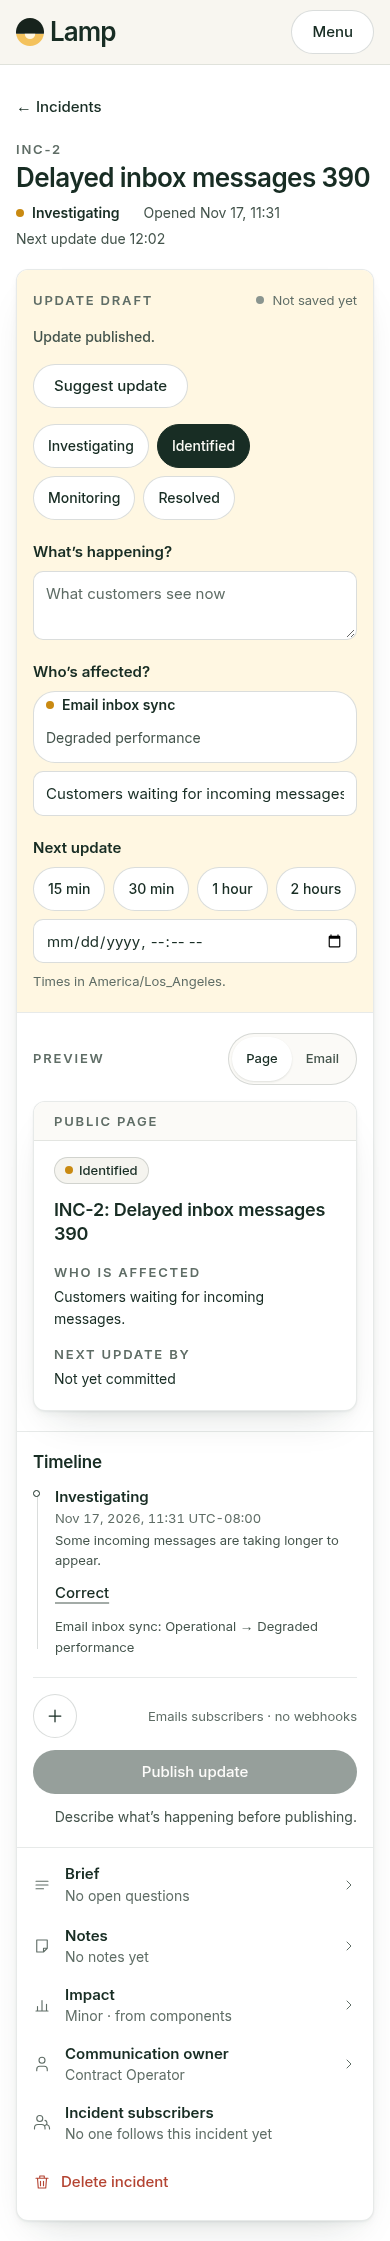 Lamp
Menu
← Incidents
INC-2
Delayed inbox messages 390
Investigating Opened Nov 17, 11:31
Next update due 12:02
UPDATE DRAFT
Not saved yet
Update published.
Suggest update
Investigating
Identified
Monitoring
Resolved
What's happening?
What customers see now
Who's affected?
Email inbox sync
Degraded performance
Customers waiting for incoming messages
Next update
15 min
30 min
1 hour
2 hours
mm/dd/yyyy, --:-- --
Times in America/Los_Angeles.
PREVIEW
Page
Email
PUBLIC PAGE
Identified
INC-2: Delayed inbox messages
390
WHO IS AFFECTED
Customers waiting for incoming
messages.
NEXT UPDATE BY
Not yet committed
Timeline
Investigating
Nov 17, 2026, 11:31 UTC-08:00
Some incoming messages are taking longer to
appear.
Correct
Email inbox sync: Operational → Degraded
performance
Emails subscribers · no webhooks
Publish update
Describe what's happening before publishing.
Brief
No open questions
Notes
No notes yet
Impact
Minor · from components
Communication owner
Contract Operator
Incident subscribers
No one follows this incident yet
Delete incident